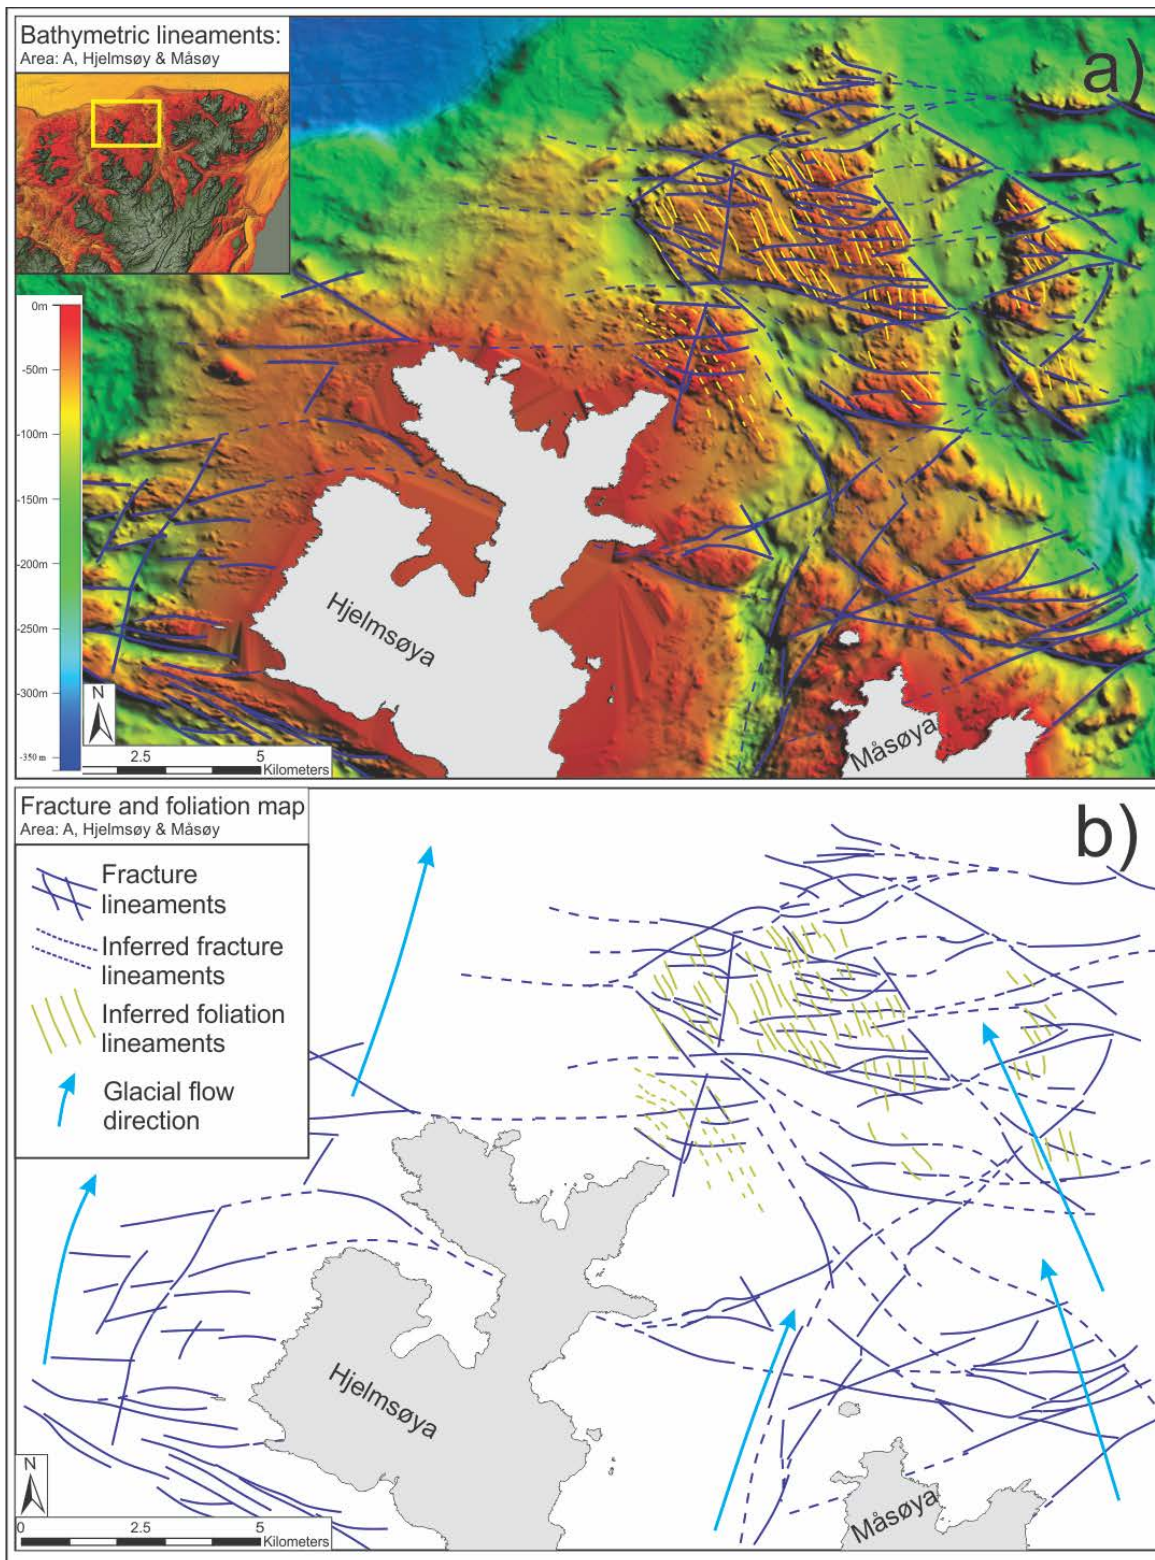 Bathymetric lineaments:
Area: A, Hjelmsøy & Måsøy
a)
0m
-50m
-100m
-150m
-200m
-250m
-300m
-350m
Hjelmsøya
Måsøya
N
2.5 5
Kilometers
Fracture and foliation map
Area: A, Hjelmsøy & Måsøy
b)
Fracture
lineaments
Inferred fracture
lineaments
Inferred foliation
lineaments
Glacial flow
direction
Hjelmsøya
Måsøya
N
0 2.5 5
Kilometers